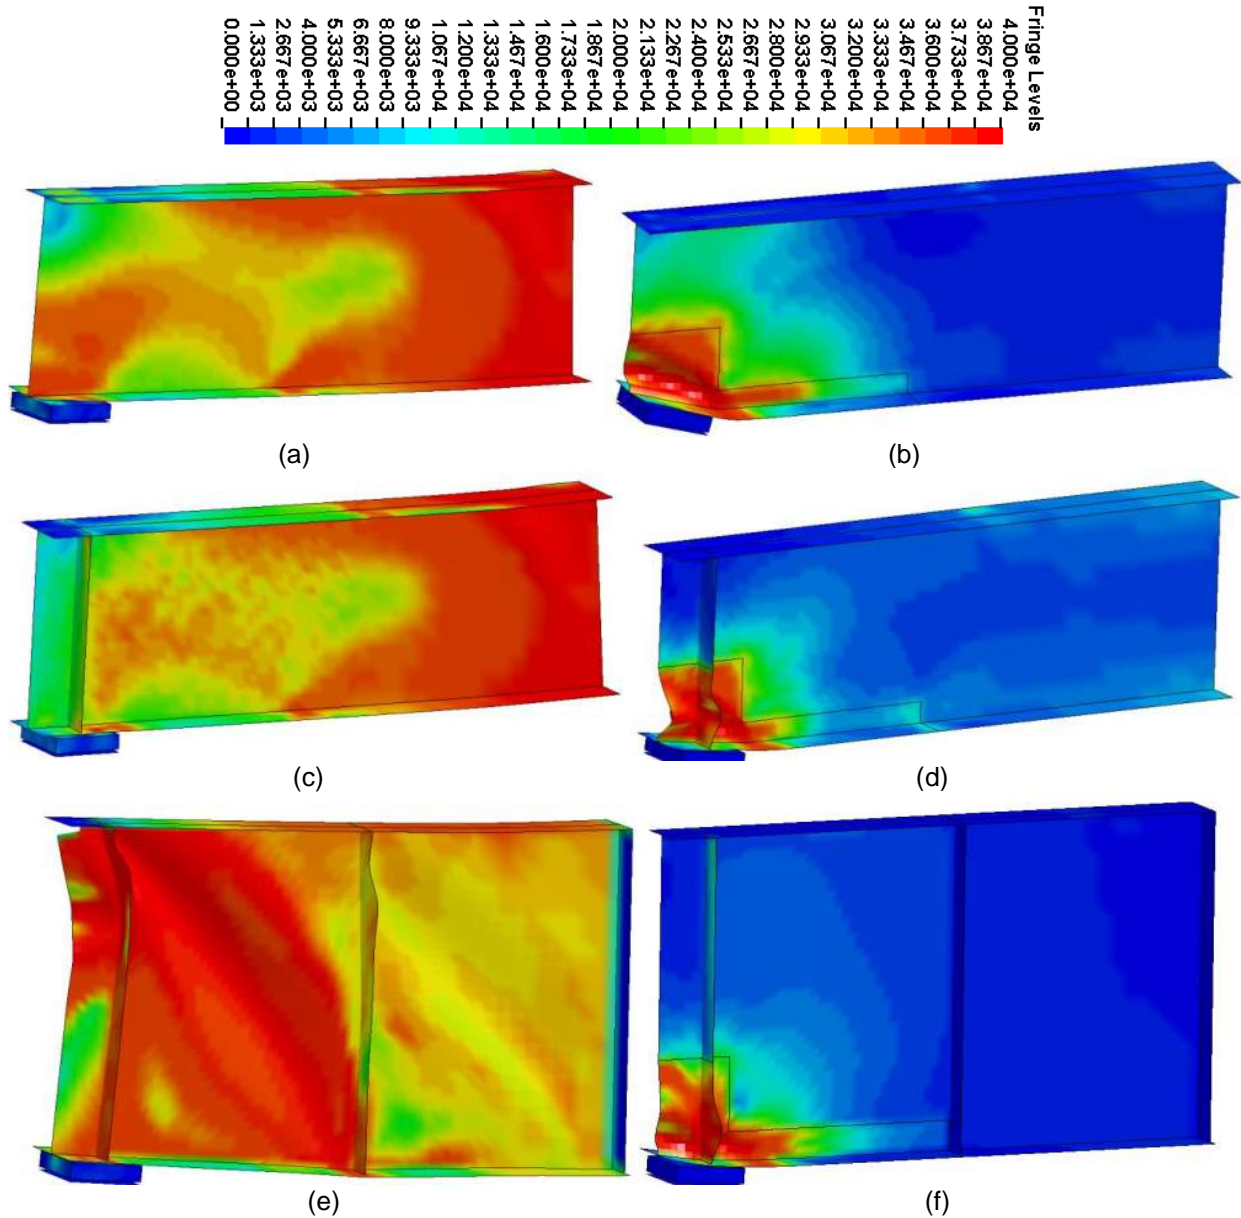 Fringe Levels
4.000e+04
3.867e+04
3.733e+04
3.600e+04
3.467e+04
3.333e+04
3.200e+04
3.067e+04
2.933e+04
2.800e+04
2.667e+04
2.533e+04
2.400e+04
2.267e+04
2.133e+04
2.000e+04
1.867e+04
1.733e+04
1.600e+04
1.467e+04
1.333e+04
1.200e+04
1.067e+04
9.333e+03
8.000e+03
6.667e+03
5.333e+03
4.000e+03
2.667e+03
1.333e+03
0.000e+00
(a)
(b)
(c)
(d)
(e)
(f)